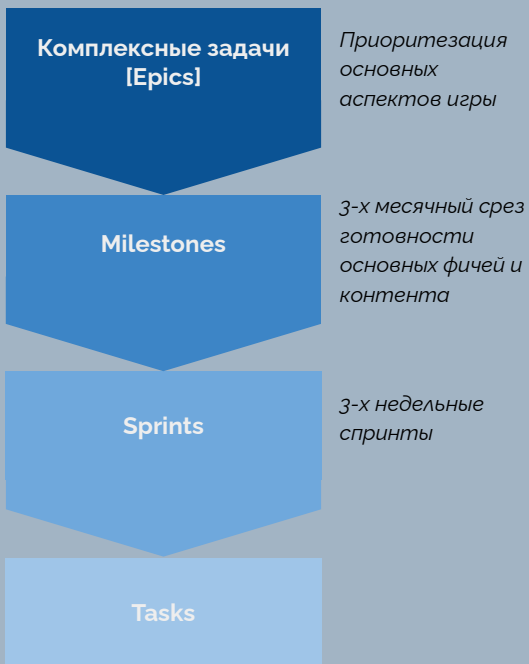 Комплексные задачи
[Epics]
Приоритезация
основных
аспектов игры
Milestones
3-х месячный срез
готовности
основных фичей и
контента
Sprints
3-х недельные
спринты
Tasks